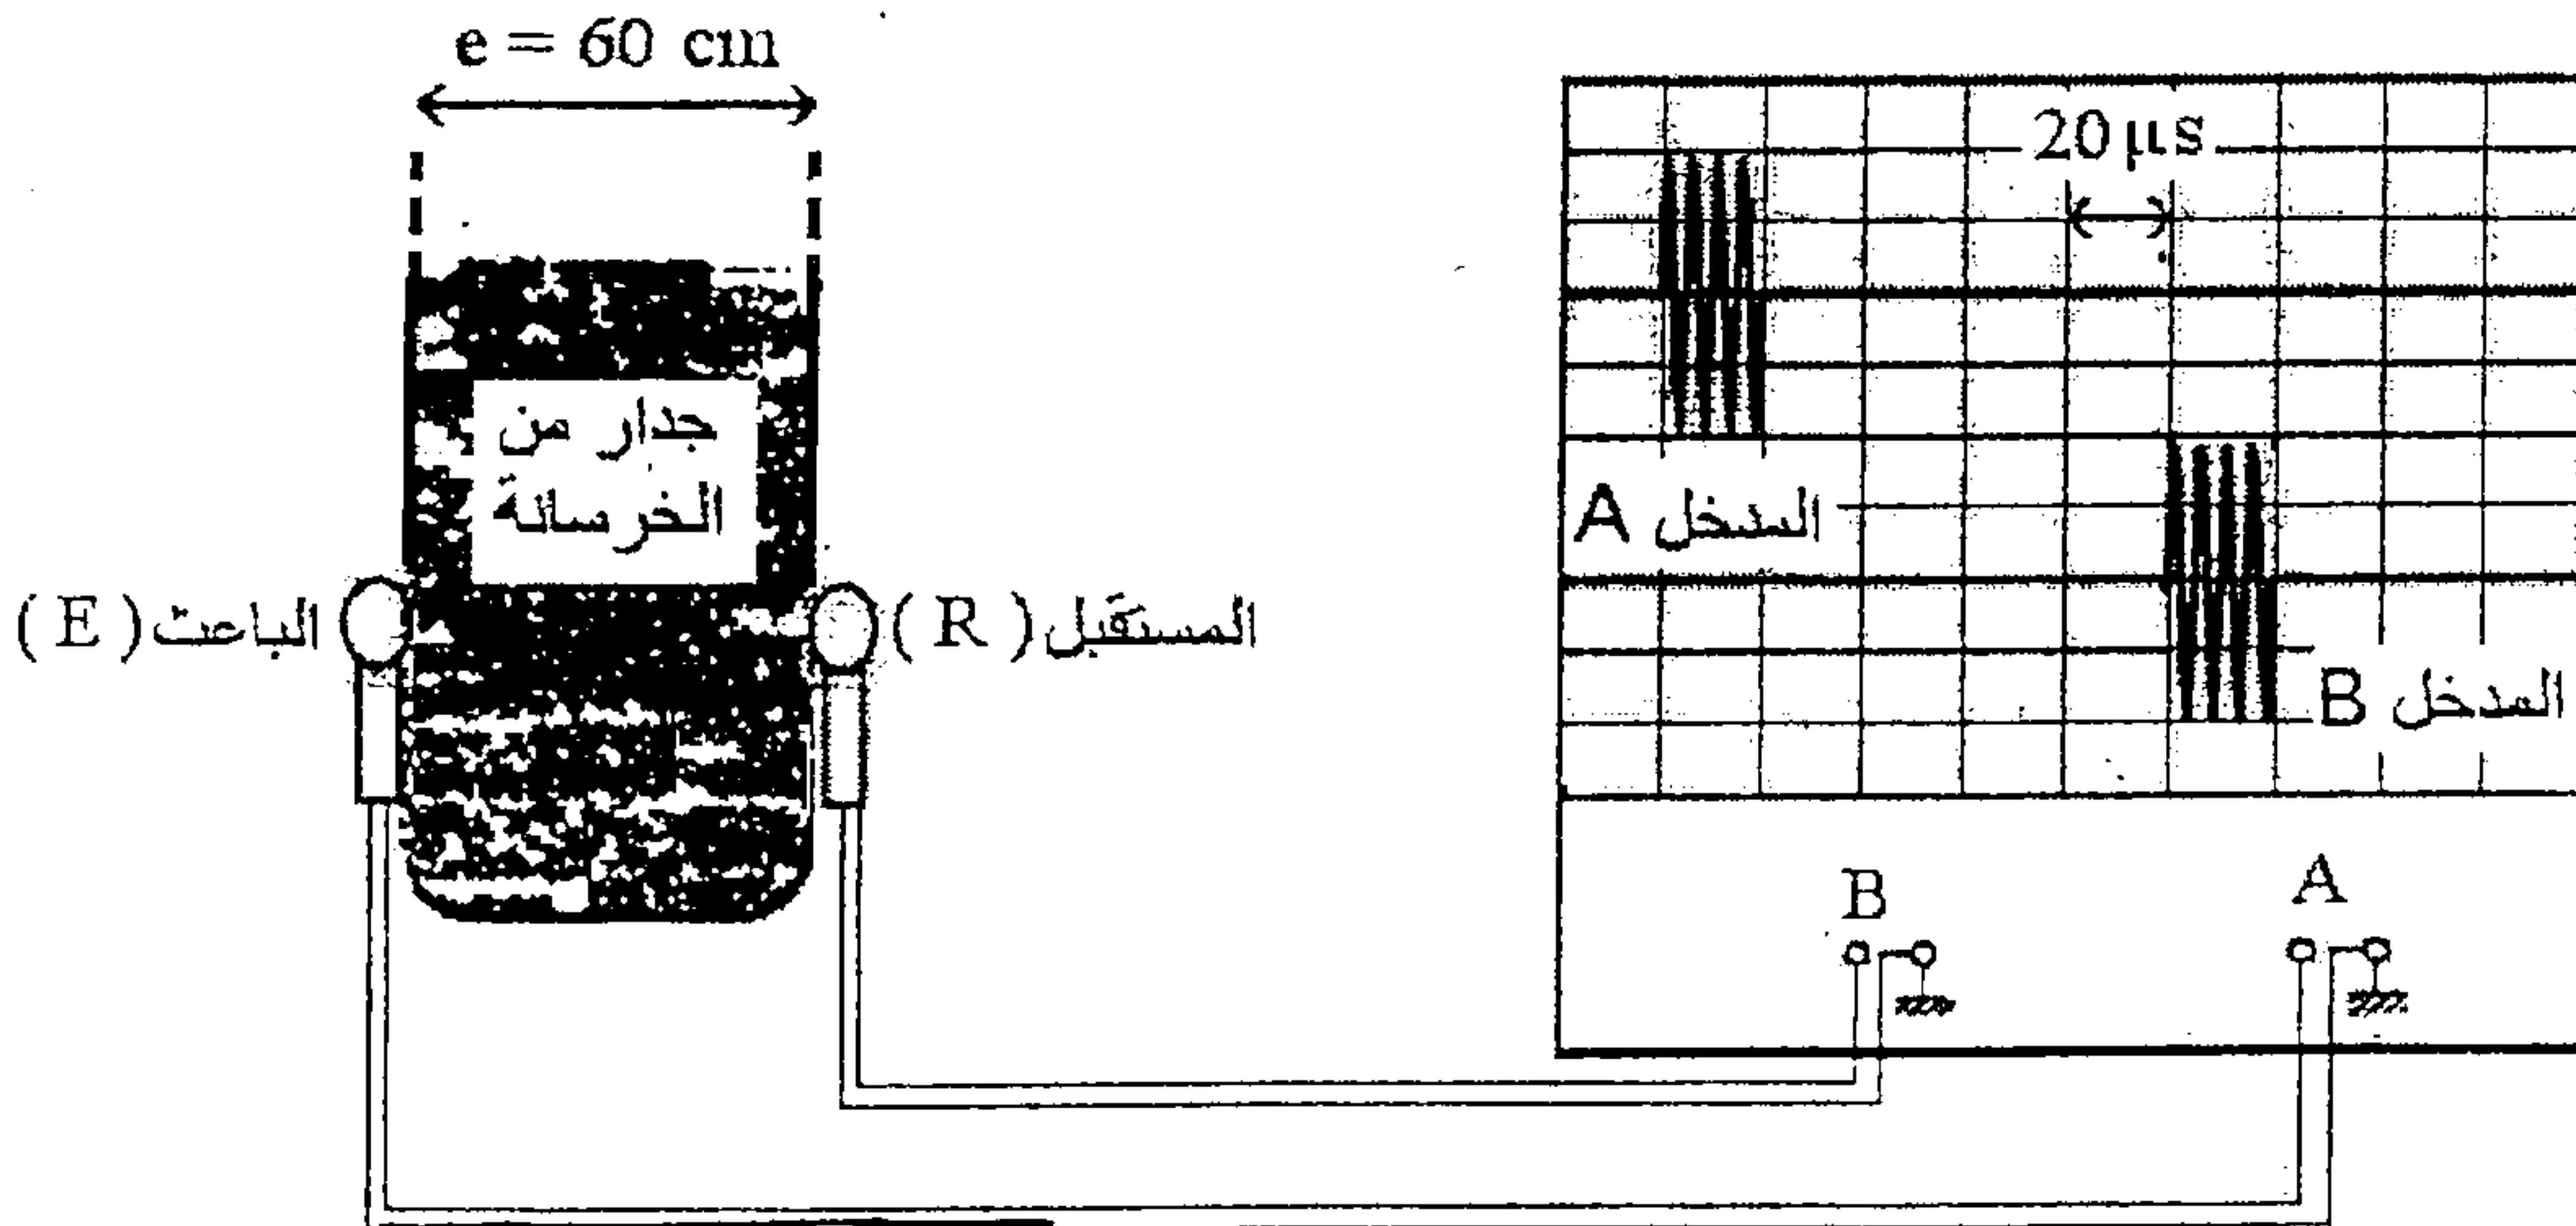 e = 60 cm
20 µs
جدار من
الخرسانة
المدخل A
الباعث (E)
المستقبل (R)
المدخل B
B
A